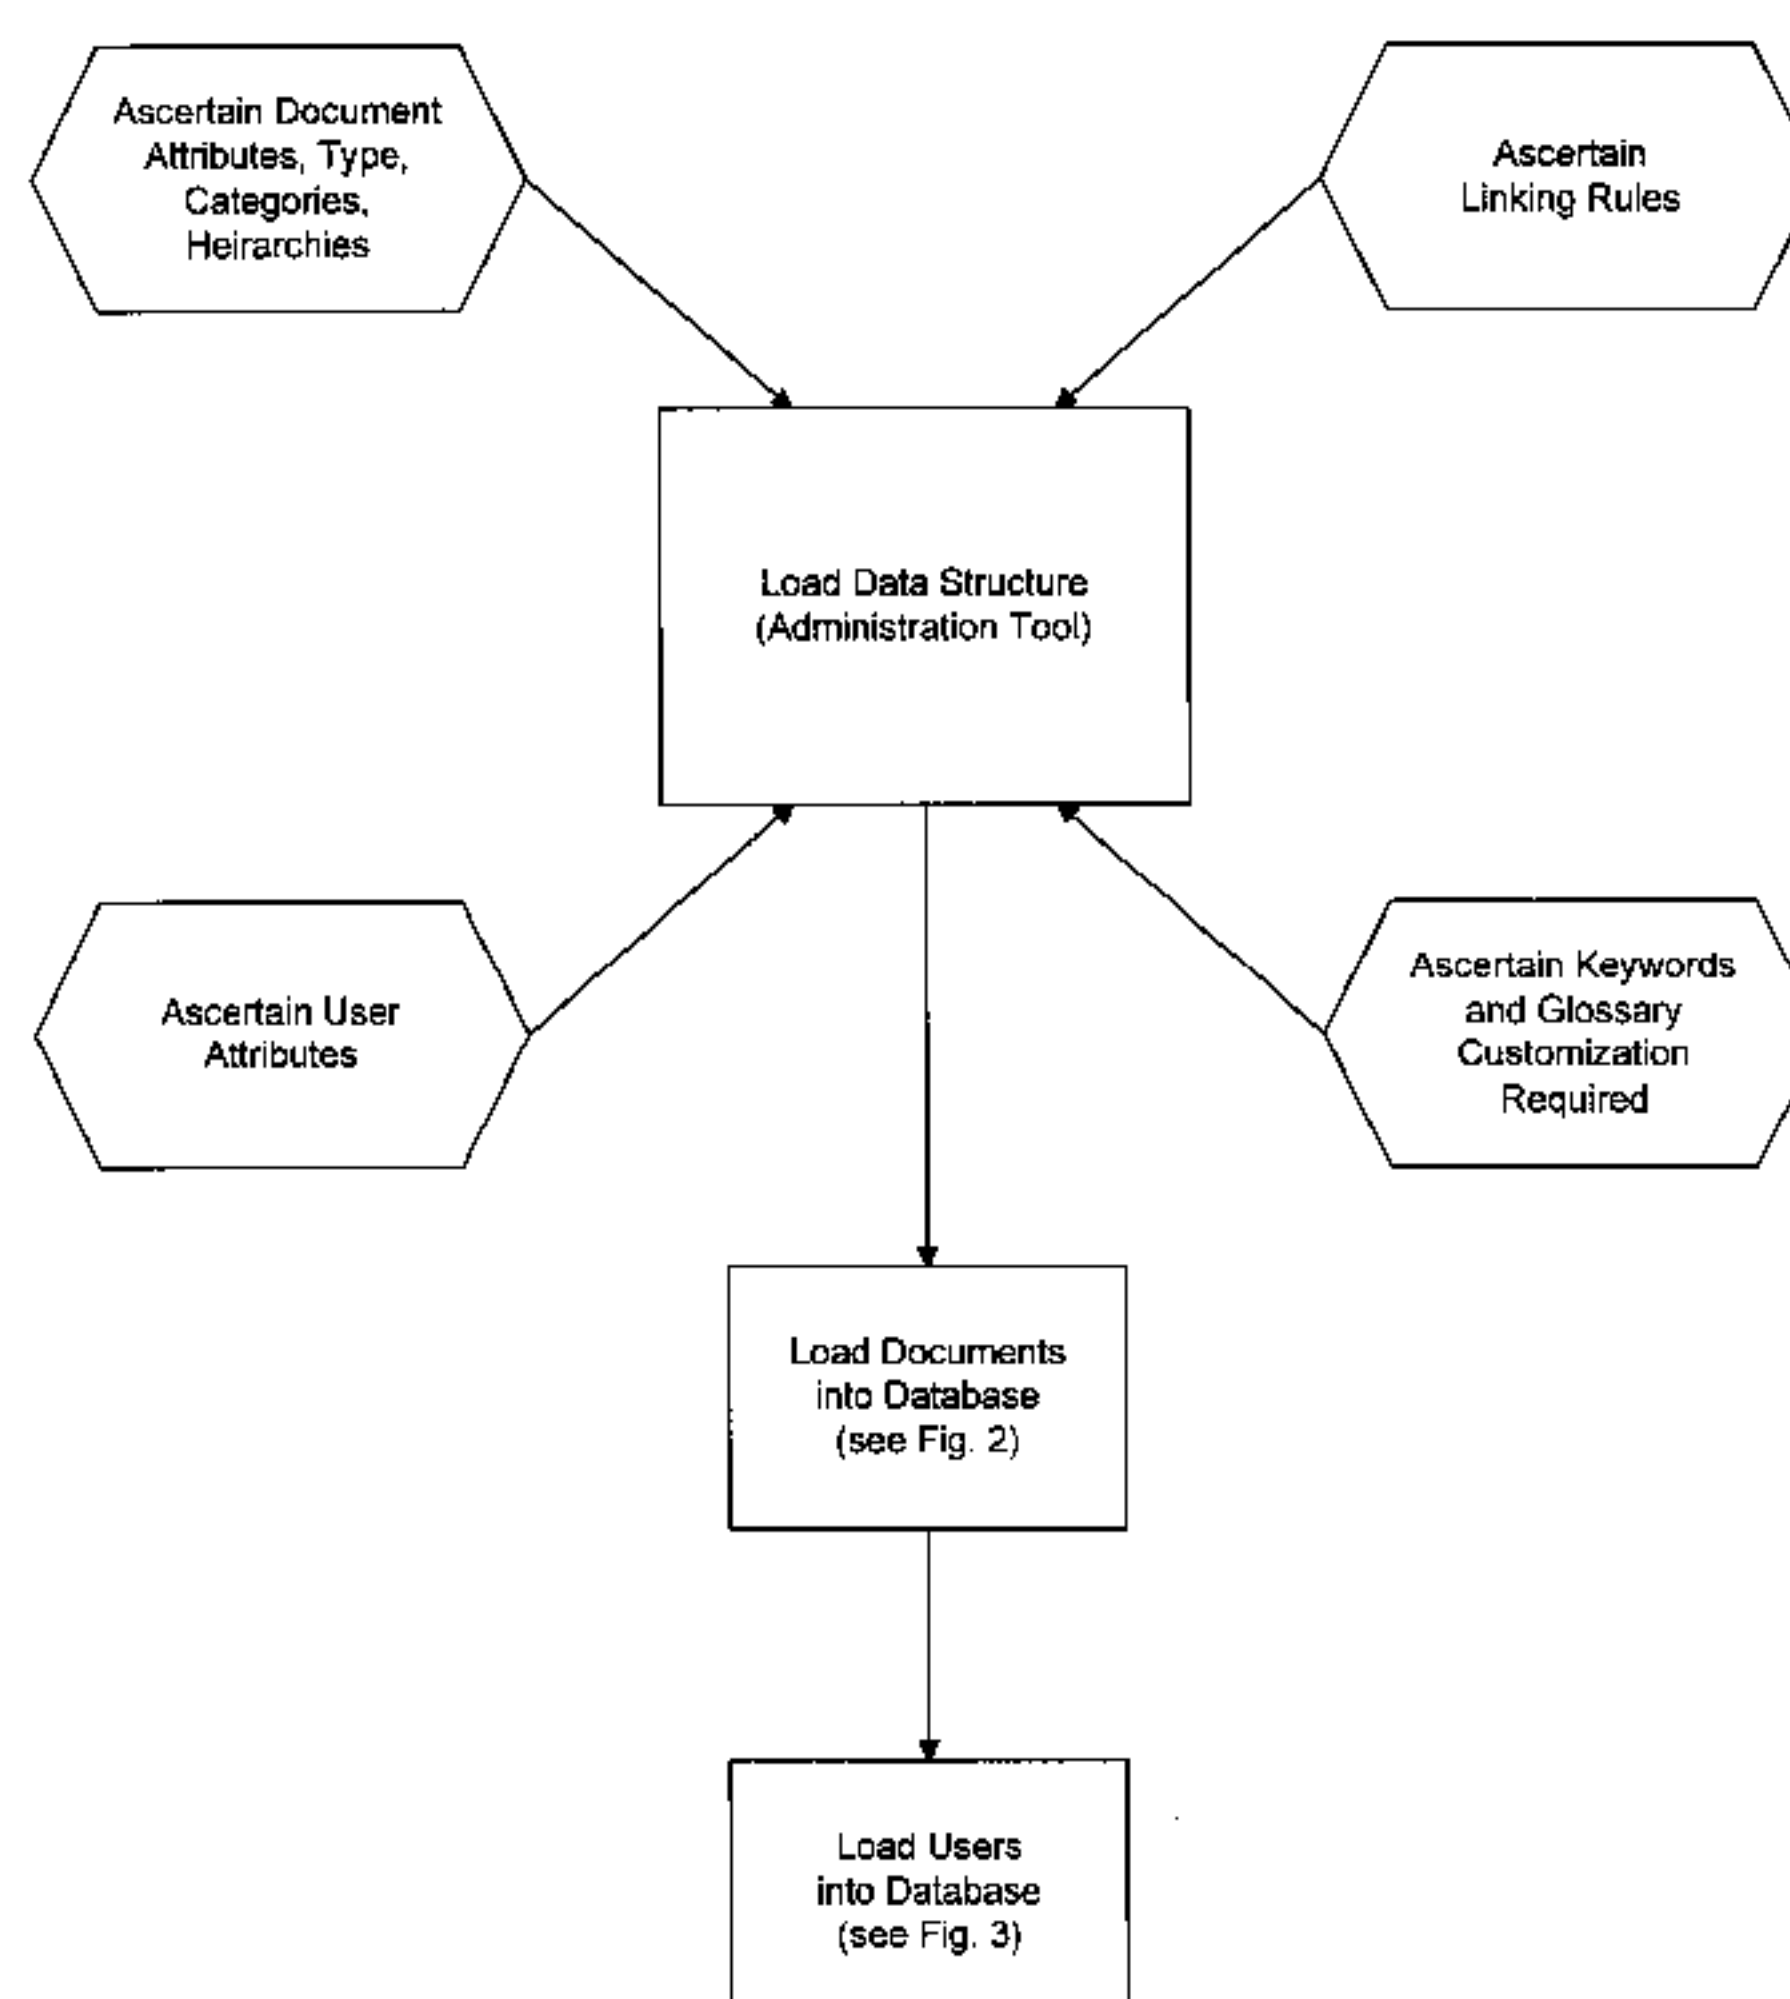 Ascertain Document
Attributes, Type,
Categories,
Heirarchies
Ascertain
Linking Rules
Load Data Structure
(Administration Tool)
Ascertain User
Attributes
Ascertain Keywords
and Glossary
Customization
Required
Load Documents
into Database
(see Fig. 2)
Load Users
into Database
(see Fig. 3)